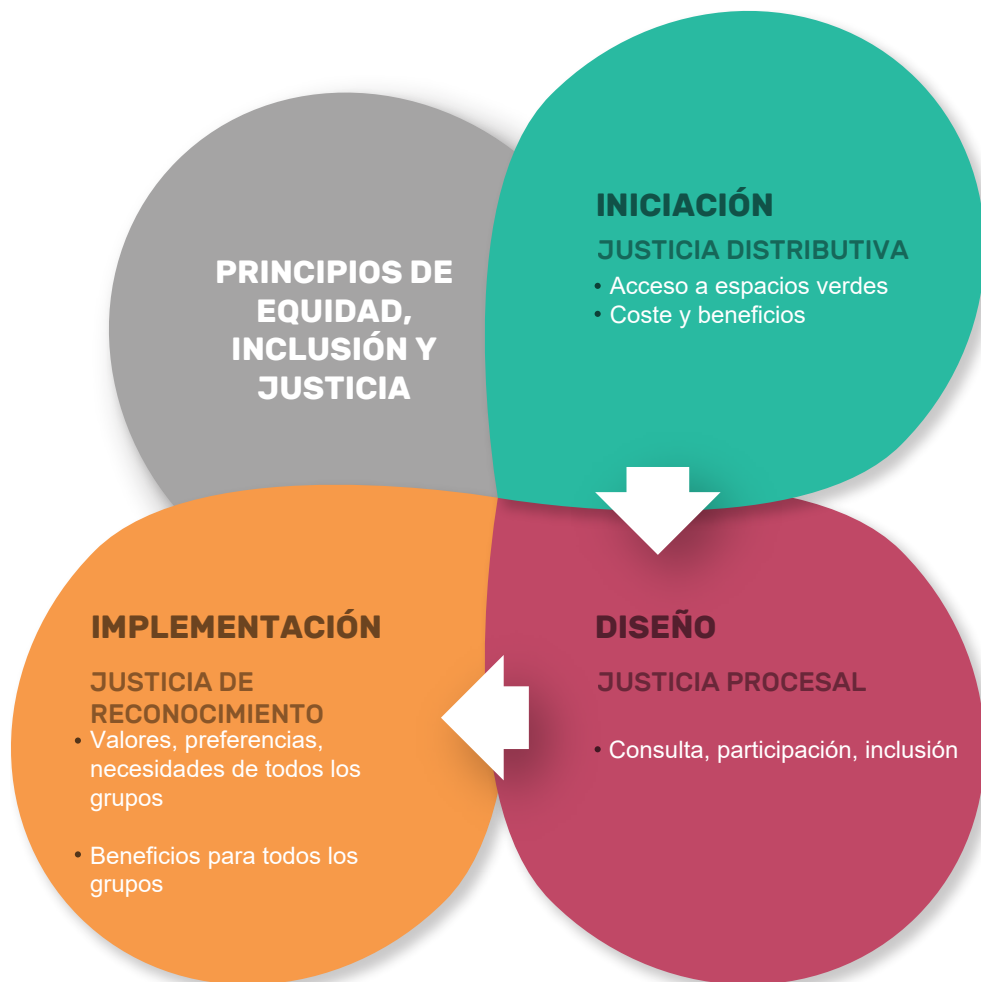 PRINCIPIOS DE
EQUIDAD,
INCLUSIÓN Y
JUSTICIA
INICIACIÓN
JUSTICIA DISTRIBUTIVA
• Acceso a espacios verdes
• Coste y beneficios
DISEÑO
JUSTICIA PROCESAL
• Consulta, participación, inclusión
IMPLEMENTACIÓN
JUSTICIA DE
RECONOCIMIENTO
• Valores, preferencias,
necesidades de todos los
grupos
• Beneficios para todos los
grupos